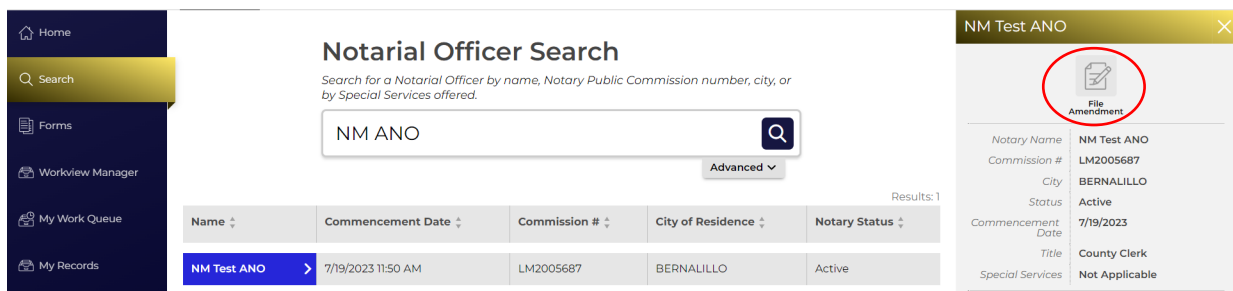 Home
Search
Forms
Workview Manager
My Work Queue
My Records
Notarial Officer Search
Search for a Notarial Officer by name, Notary Public Commission number, city, or
by Special Services offered.
NM ANO
Advanced
Results: 1
Name Commencement Date Commission # City of Residence Notary Status
NM Test ANO 7/19/2023 11:50 AM LM2005687 BERNALILLO Active
NM Test ANO
File
Amendment
Notary Name NM Test ANO
Commission # LM2005687
City BERNALILLO
Status Active
Commencement 7/19/2023
Date
Title County Clerk
Special Services Not Applicable